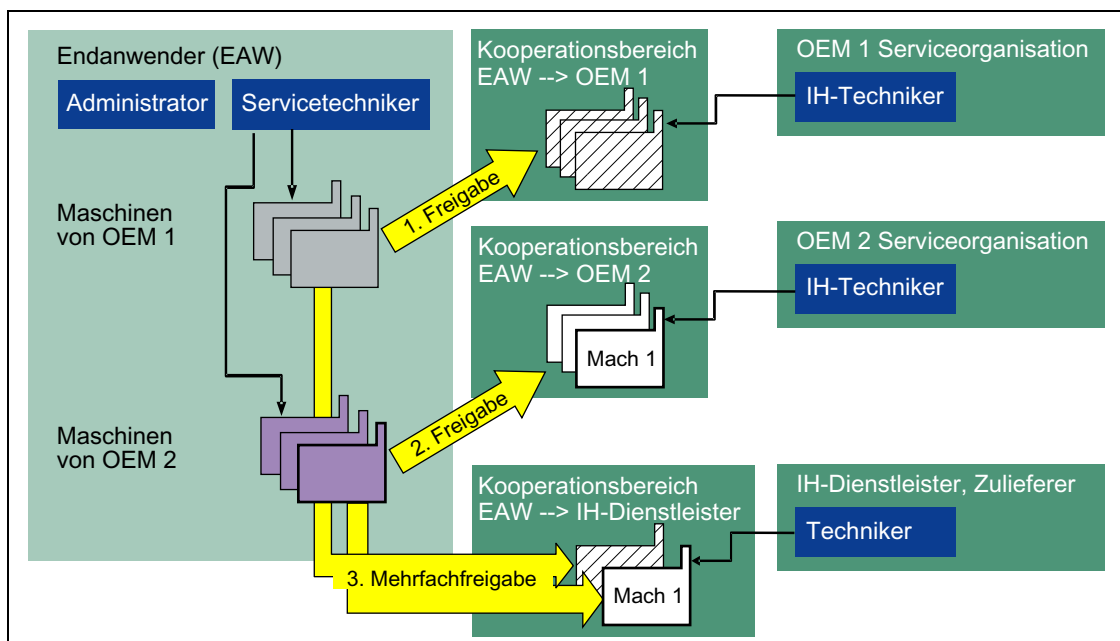 Endanwender (EAW)
Administrator
Servicetechniker
Maschinen
von OEM 1
Maschinen
von OEM 2
1. Freigabe
2. Freigabe
3. Mehrfachfreigabe
Kooperationsbereich
EAW --> OEM 1
Kooperationsbereich
EAW --> OEM 2
Mach 1
Kooperationsbereich
EAW --> IH-Dienstleister
Mach 1
OEM 1 Serviceorganisation
IH-Techniker
OEM 2 Serviceorganisation
IH-Techniker
IH-Dienstleister, Zulieferer
Techniker